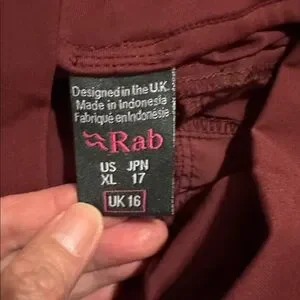 Designed in the U.K.
Made in Indonesia
Fabriqué en Indonésie
Rab
US JPN
XL 17
UK 16